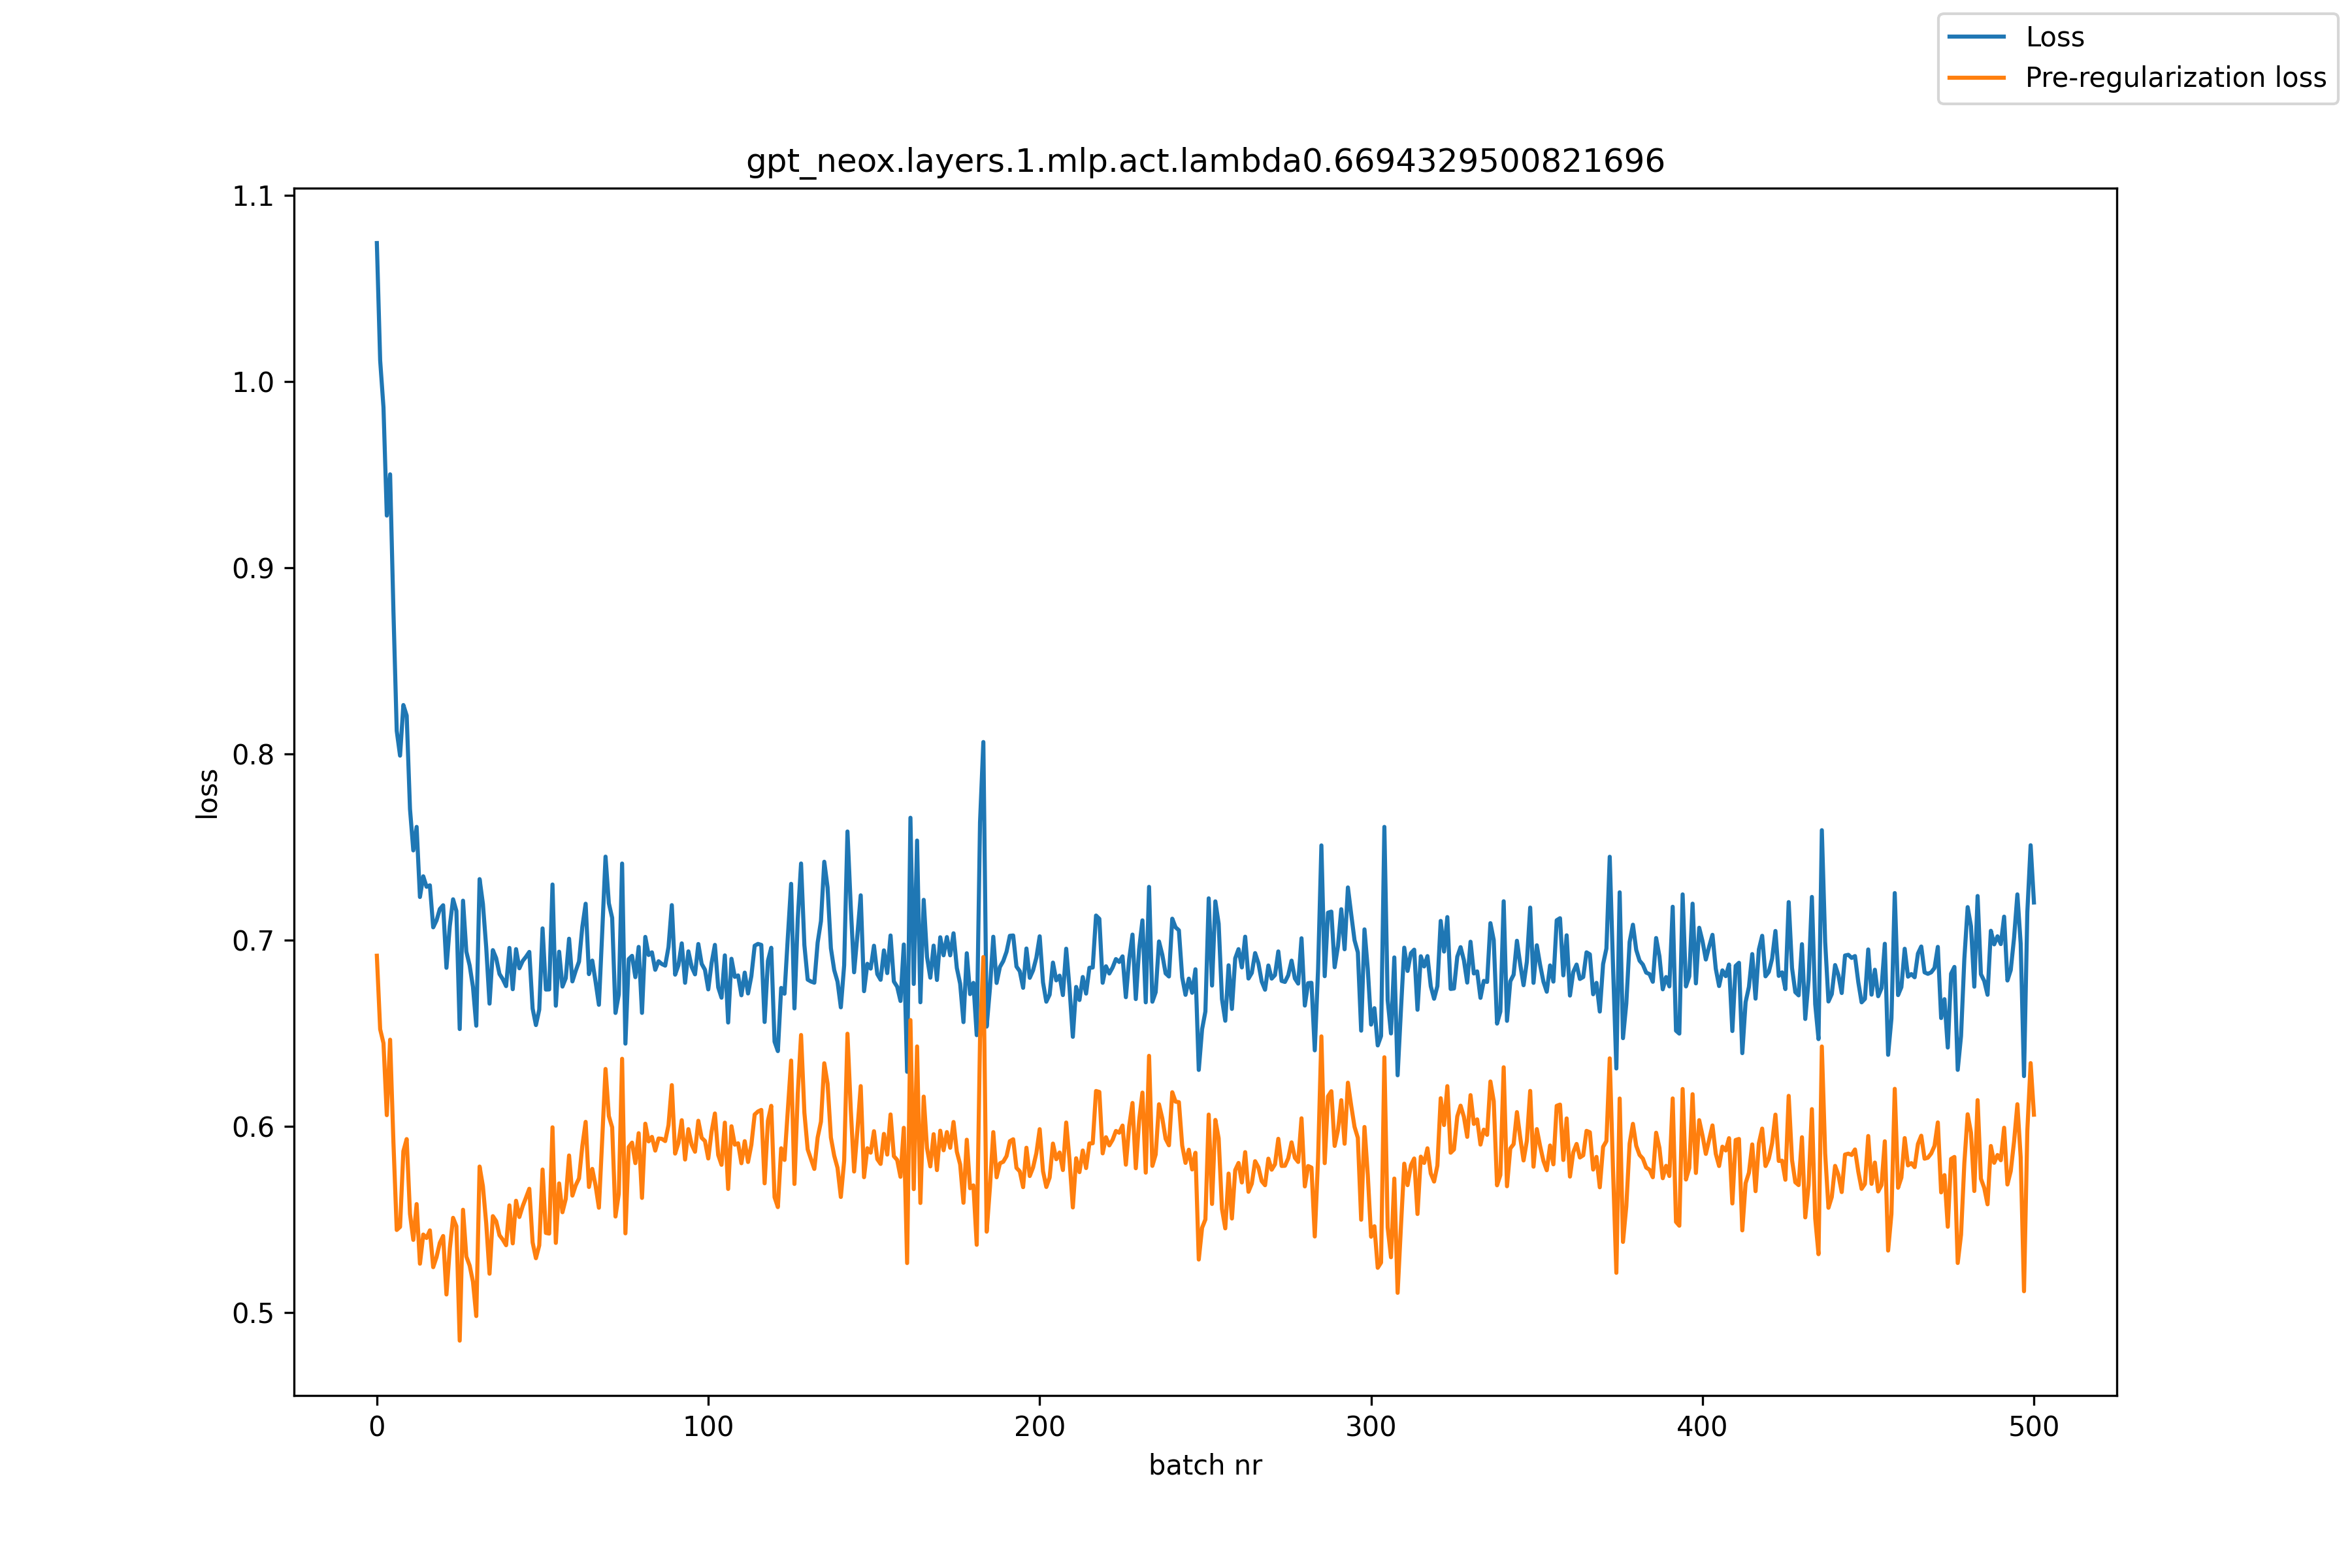 Loss
Pre-regularization loss
gpt_neox.layers.1.mlp.act.lambda0.6694329500821696
1.1
1.0
0.9
0.8
0.7
0.6
0.5
loss
0 100 200 300 400 500
batch nr